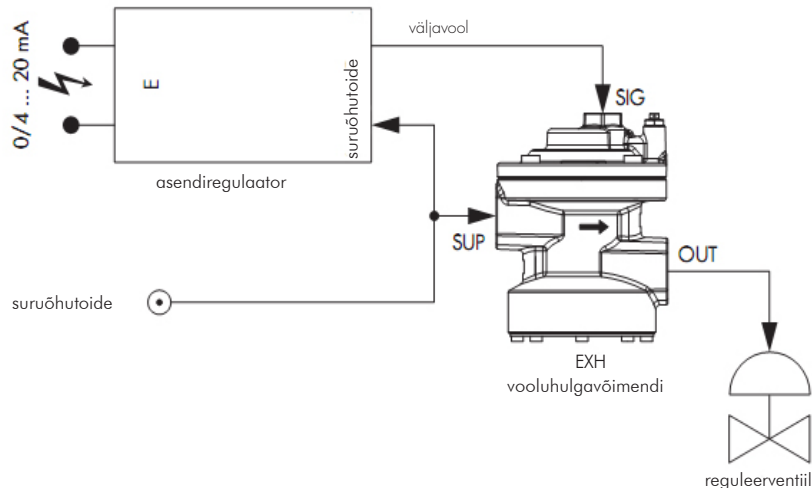 väljavool
0/4 ... 20 mA
E
suruõhutoide
SIG
asendiregulaator
SUP
OUT
suruõhutoide
EXH
vooluhulgavõimendi
reguleerventiil